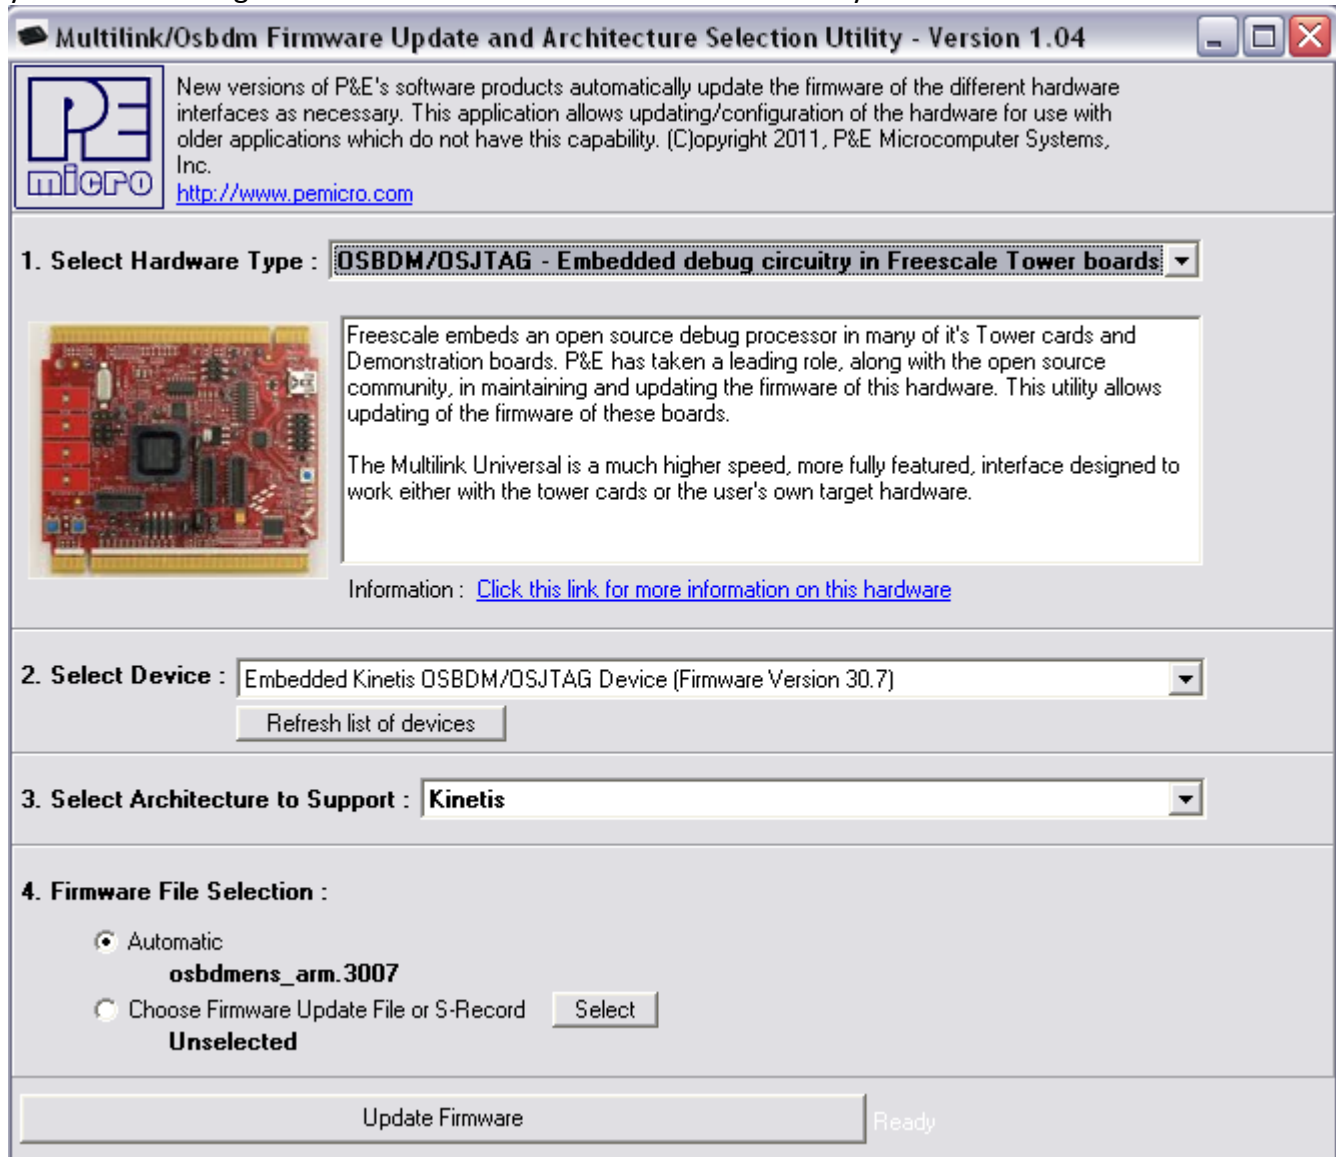 Multilink/Osbdm Firmware Update and Architecture Selection Utility - Version 1.04
PE
micro
New versions of P&E's software products automatically update the firmware of the different hardware
interfaces as necessary. This application allows updating/configuration of the hardware for use with
older applications which do not have this capability. (C)opyright 2011, P&E Microcomputer Systems,
Inc.
http://www.pemicro.com
1. Select Hardware Type : OSBDM/OSJTAG - Embedded debug circuitry in Freescale Tower boards
Freescale embeds an open source debug processor in many of it's Tower cards and
Demonstration boards. P&E has taken a leading role, along with the open source
community, in maintaining and updating the firmware of this hardware. This utility allows
updating of the firmware of these boards.
The Multilink Universal is a much higher speed, more fully featured, interface designed to
work either with the tower cards or the user's own target hardware.
Information : Click this link for more information on this hardware
2. Select Device : Embedded Kinetis OSBDM/OSJTAG Device (Firmware Version 30.7)
Refresh list of devices
3. Select Architecture to Support : Kinetis
4. Firmware File Selection :
Automatic
osbdmens_arm.3007
Choose Firmware Update File or S-Record Select
Unselected
Update Firmware Ready